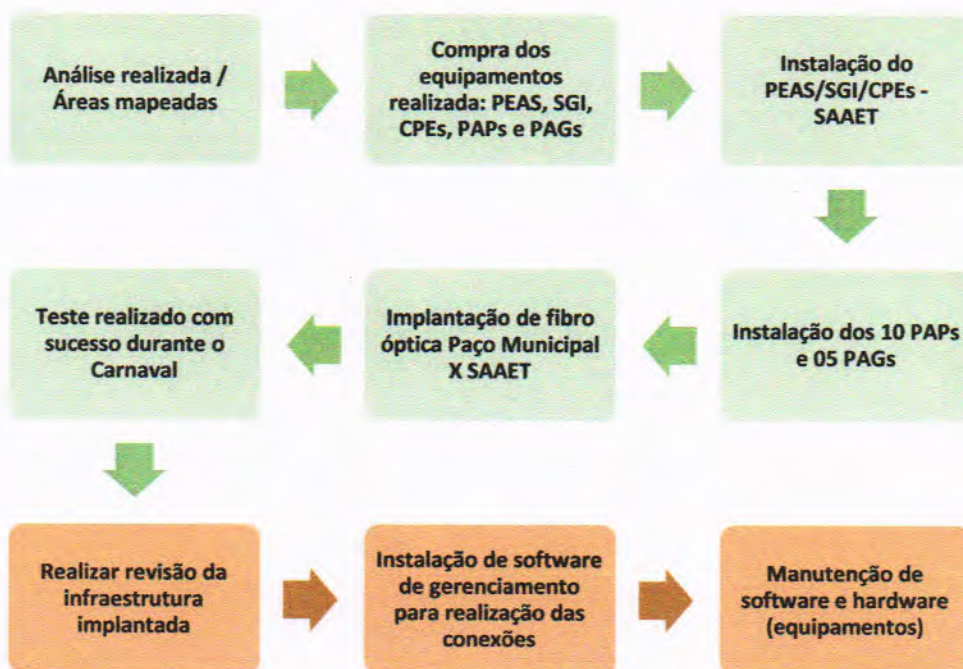 Análise realizada /
Áreas mapeadas
Compra dos
equipamentos
realizada: PEAS, SGI,
CPEs, PAPs e PAGs
Instalação do
PEAS/SGI/CPEs -
SAAET
Teste realizado com
sucesso durante o
Carnaval
Implantação de fibro
óptica Paço Municipal
X SAAET
Instalação dos 10 PAPs
e 05 PAGs
Realizar revisão da
infraestrutura
implantada
Instalação de software
de gerenciamento
para realização das
conexões
Manutenção de
software e hardware
(equipamentos)